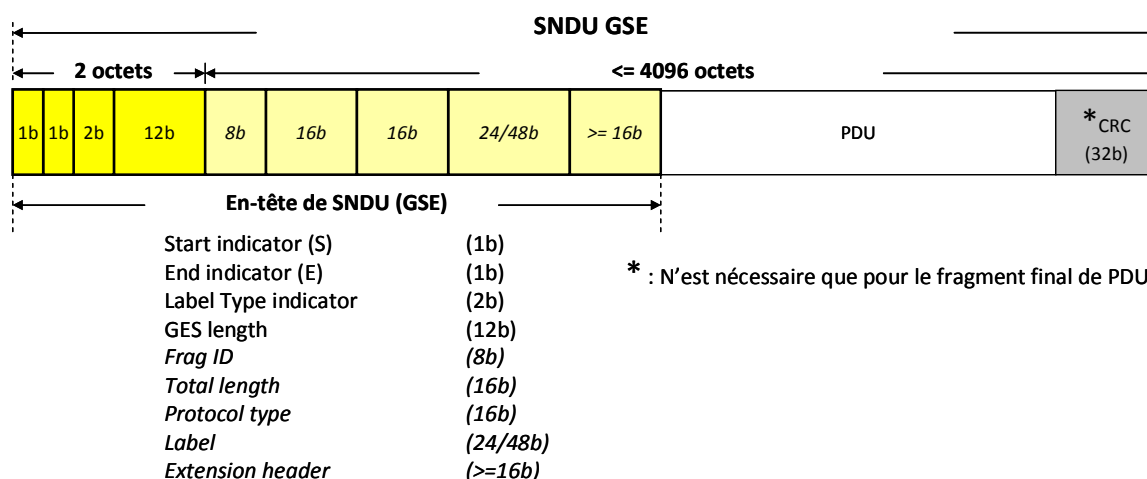 SNDU GSE
2 octets <= 4096 octets
1b 1b 2b 12b 8b 16b 16b 24/48b >= 16b PDU *CRC
(32b)
En-tête de SNDU (GSE)
Start indicator (S) (1b)
End indicator (E) (1b)
* : N'est nécessaire que pour le fragment final de PDU
Label Type indicator (2b)
GES length (12b)
Frag ID (8b)
Total length (16b)
Protocol type (16b)
Label (24/48b)
Extension header (>=16b)